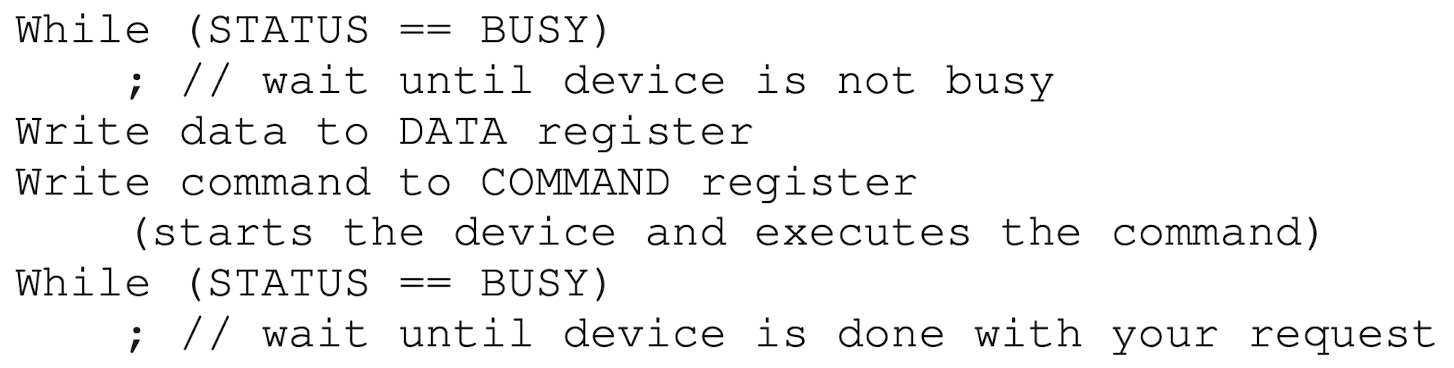 While (STATUS == BUSY)
    ; // wait until device is not busy
Write data to DATA register
Write command to COMMAND register
    (starts the device and executes the command)
While (STATUS == BUSY)
    ; // wait until device is done with your request